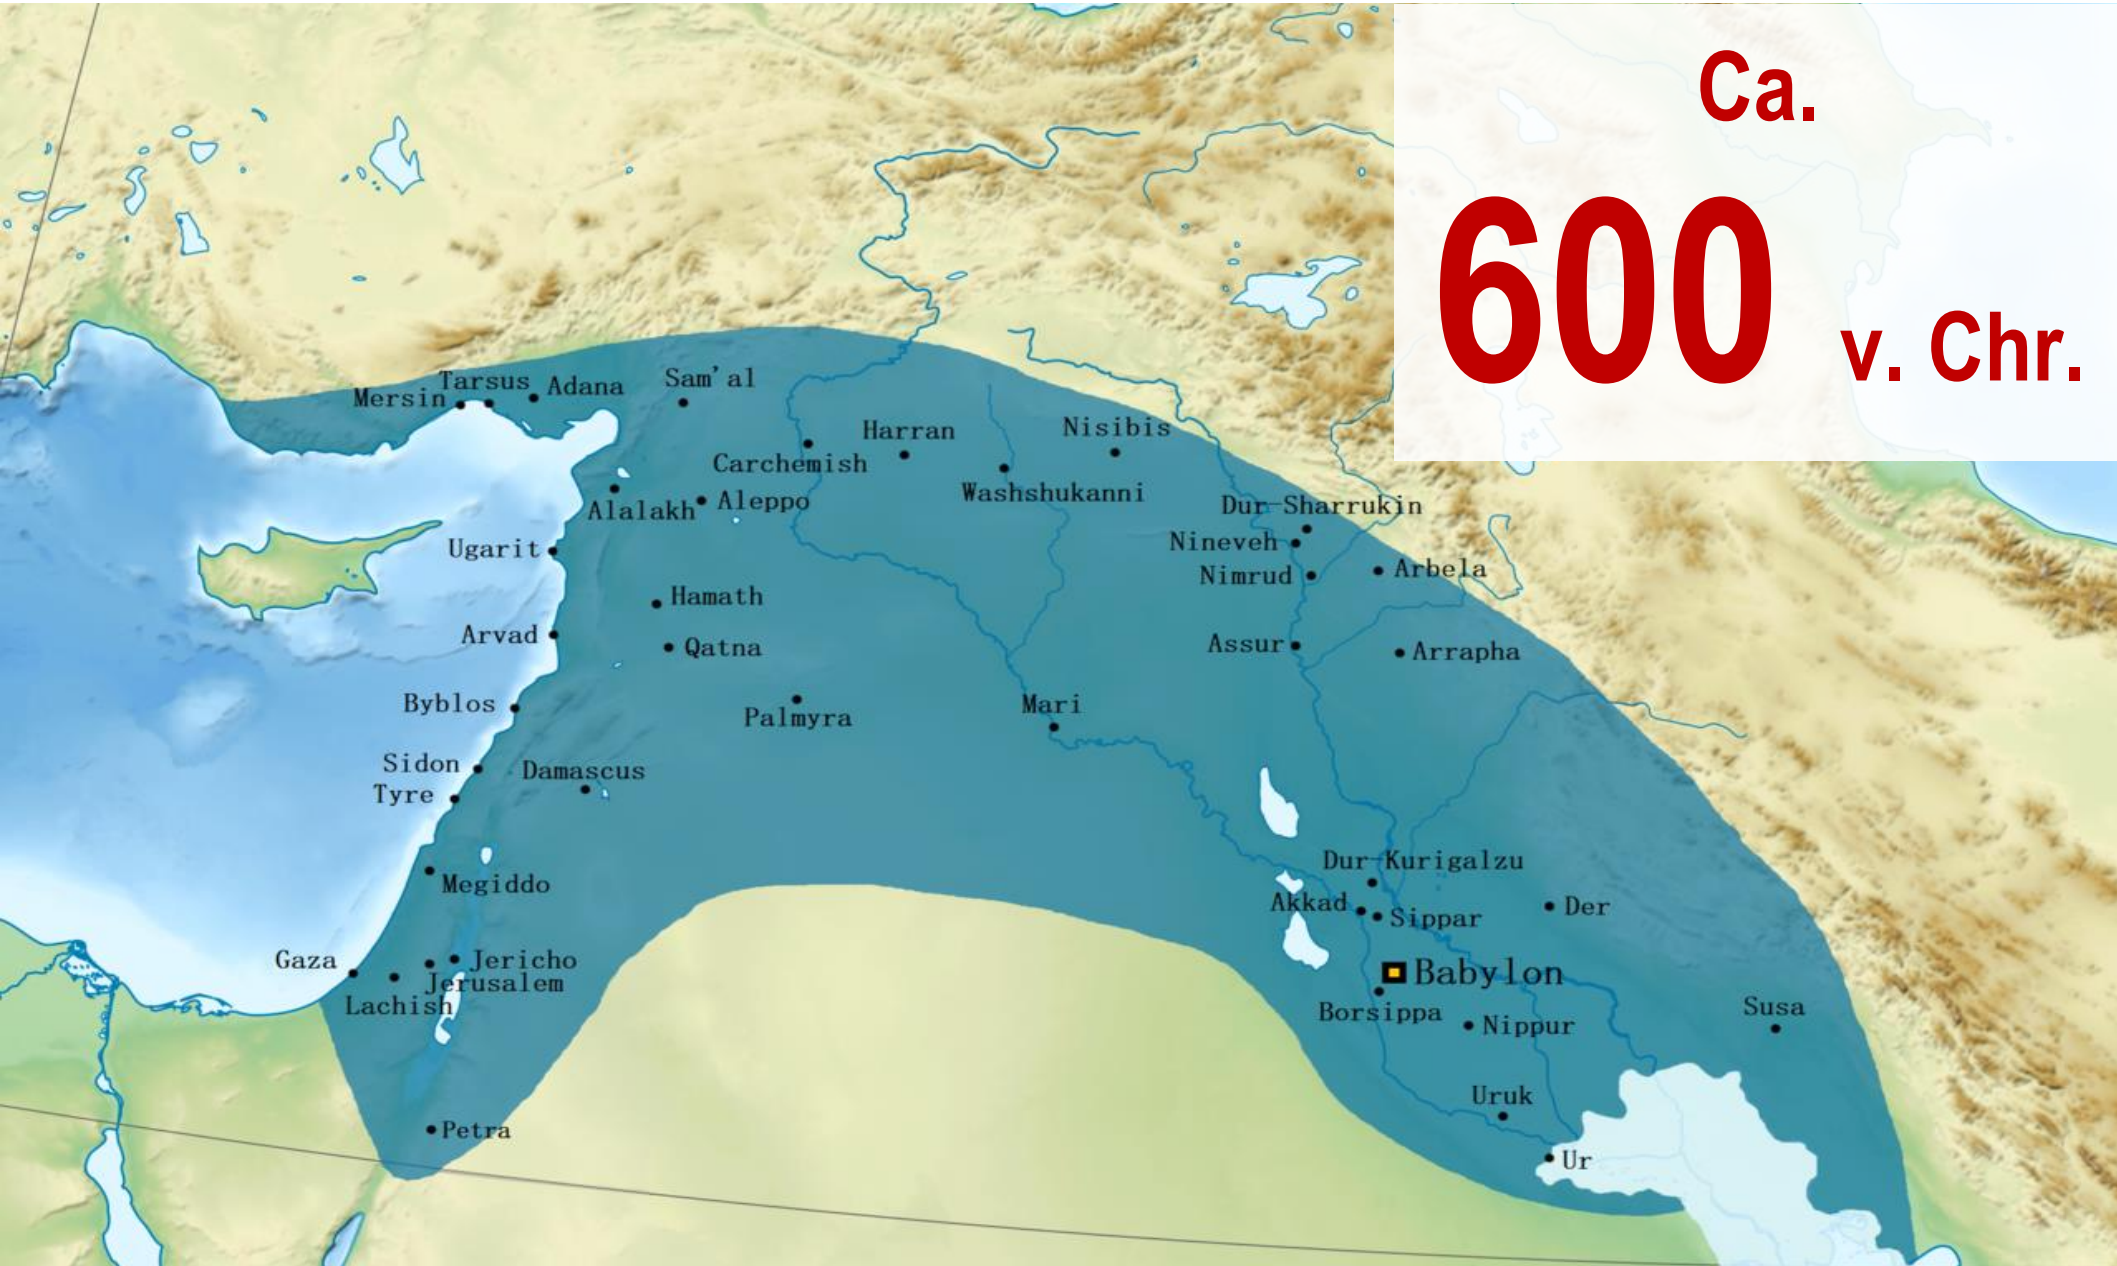 Ca.
600 v. Chr.
Tarsus
Adana
Sam'al
Mersin
Harran
Nisibis
Carchemish
Washshukanni
Alalakh
Aleppo
Dur-Sharrukin
Ugarit
Nineveh
Nimrud
Arbela
Hamath
Arvad
Qatna
Assur
Arrapha
Byblos
Palmyra
Mari
Sidon
Damascus
Tyre
Dur-Kurigalzu
Megiddo
Akkad
Sippar
Der
Gaza
Jericho
Jerusalem
Lachish
Babylon
Borsippa
Nippur
Susa
Uruk
Petra
Ur